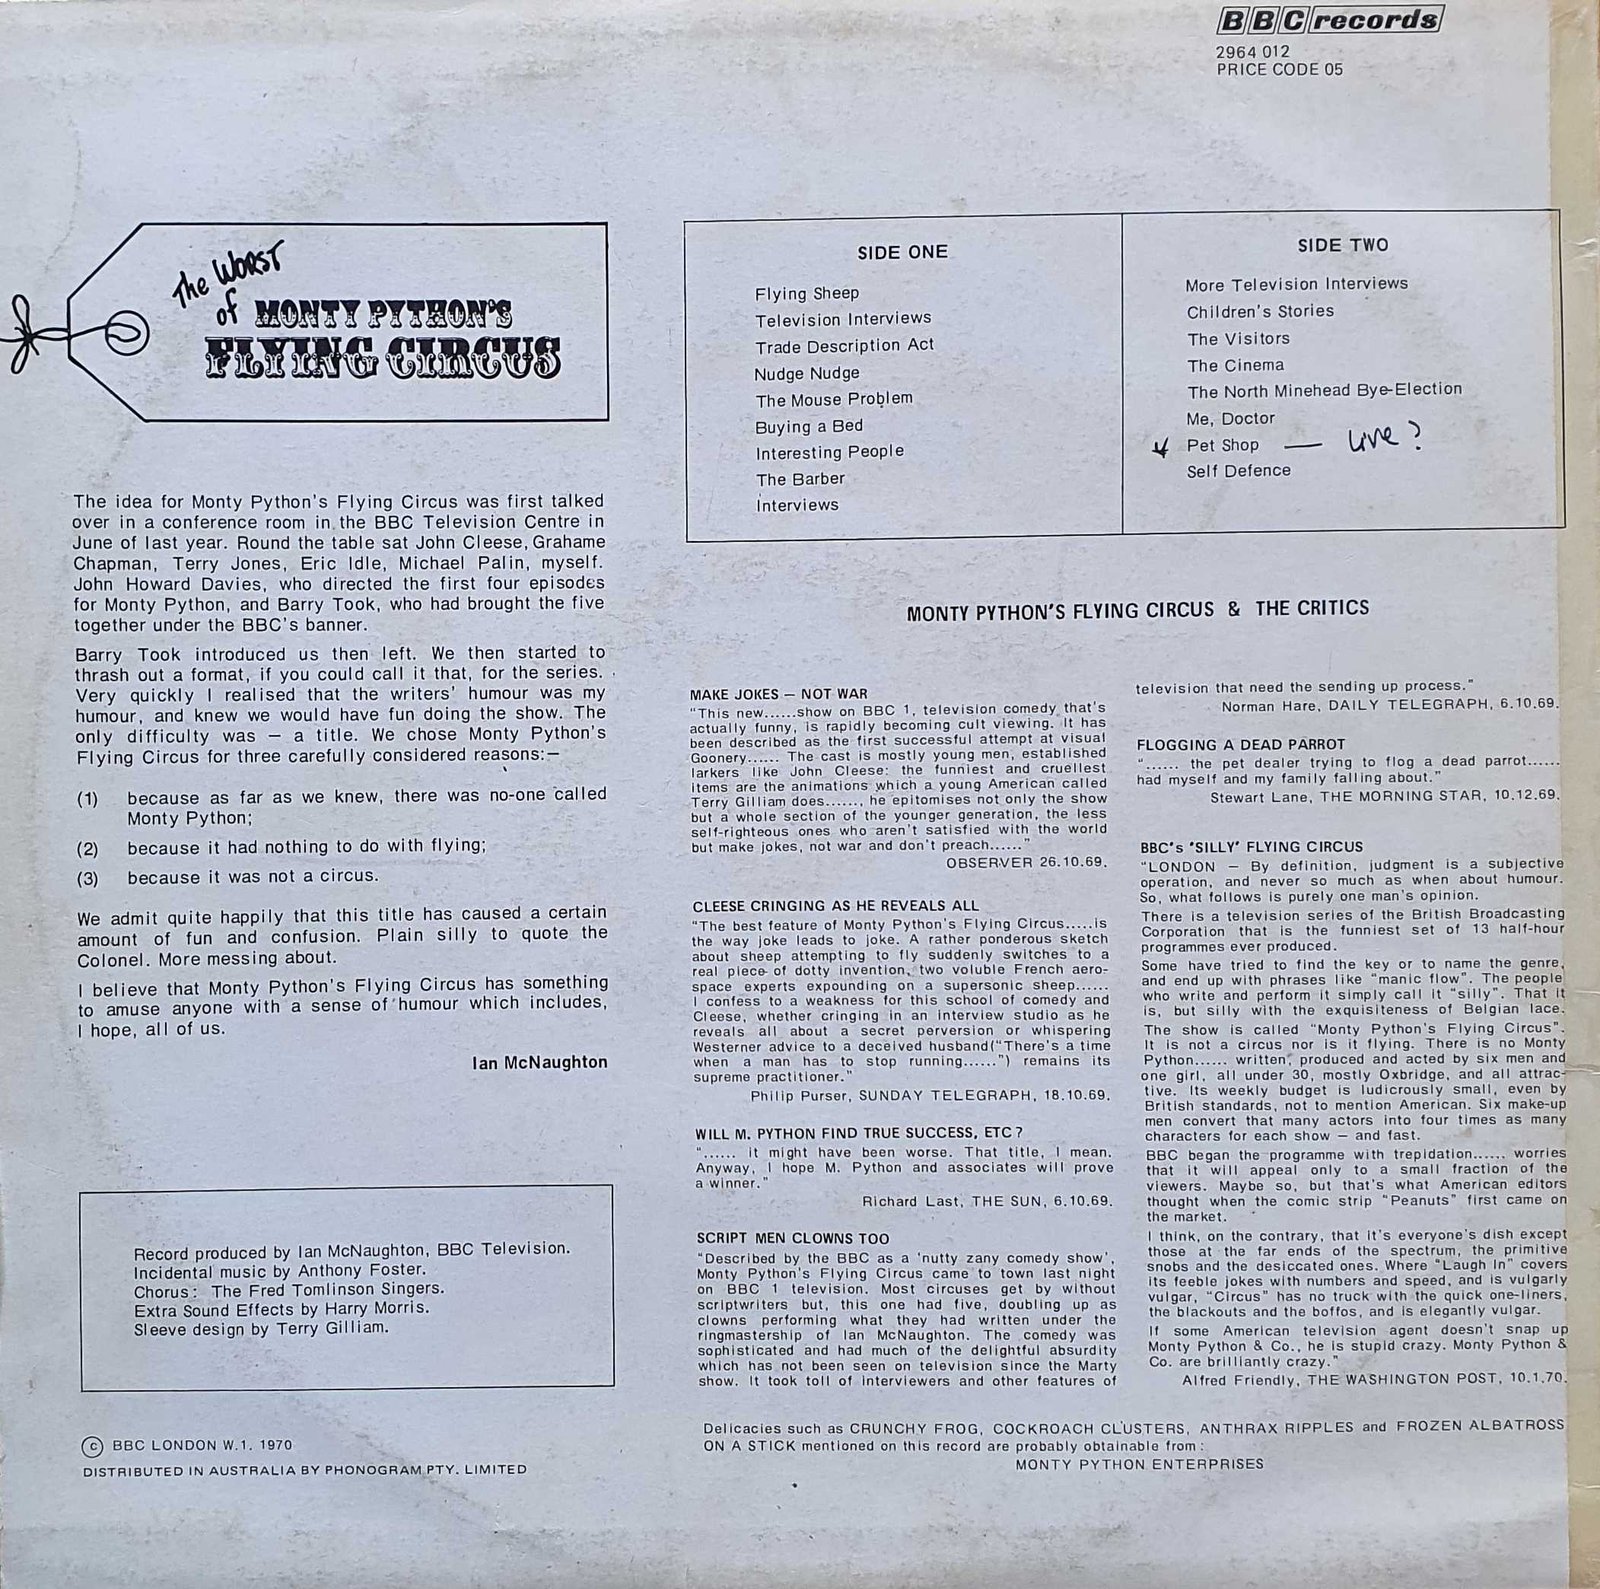 BBC records
2964 012
PRICE CODE 05
The WORST
of MONTY PYTHON'S
FLYING CIRCUS
The idea for Monty Python's Flying Circus was first talked
over in a conference room in the BBC Television Centre in
June of last year. Round the table sat John Cleese, Grahame
Chapman, Terry Jones, Eric Idle, Michael Palin, myself.
John Howard Davies, who directed the first four episodes
for Monty Python, and Barry Took, who had brought the five
together under the BBC's banner.
Barry Took introduced us then left. We then started to
thrash out a format, if you could call it that, for the series.
Very quickly I realised that the writers' humour was my
humour, and knew we would have fun doing the show. The
only difficulty was — a title. We chose Monty Python's
Flying Circus for three carefully considered reasons:—
(1) because as far as we knew, there was no-one called
Monty Python;
(2) because it had nothing to do with flying;
(3) because it was not a circus.
We admit quite happily that this title has caused a certain
amount of fun and confusion. Plain silly to quote the
Colonel. More messing about.
I believe that Monty Python's Flying Circus has something
to amuse anyone with a sense of humour which includes,
I hope, all of us.
Ian McNaughton
Record produced by Ian McNaughton, BBC Television.
Incidental music by Anthony Foster.
Chorus: The Fred Tomlinson Singers.
Extra Sound Effects by Harry Morris.
Sleeve design by Terry Gilliam.
© BBC LONDON W.1. 1970
DISTRIBUTED IN AUSTRALIA BY PHONOGRAM PTY. LIMITED
SIDE ONE
Flying Sheep
Television Interviews
Trade Description Act
Nudge Nudge
The Mouse Problem
Buying a Bed
Interesting People
The Barber
Interviews
SIDE TWO
More Television Interviews
Children's Stories
The Visitors
The Cinema
The North Minehead Bye-Election
Me, Doctor
Pet Shop — Live?
Self Defence
MONTY PYTHON'S FLYING CIRCUS & THE CRITICS
MAKE JOKES — NOT WAR
"This new......show on BBC 1, television comedy that's
actually funny, is rapidly becoming cult viewing. It has
been described as the first successful attempt at visual
Goonery...... The cast is mostly young men, established
larkers like John Cleese: the funniest and cruellest
items are the animations which a young American called
Terry Gilliam does......, he epitomises not only the show
but a whole section of the younger generation, the less
self-righteous ones who aren't satisfied with the world
but make jokes, not war and don't preach......"
OBSERVER 26.10.69.
CLEESE CRINGING AS HE REVEALS ALL
"The best feature of Monty Python's Flying Circus.....is
the way joke leads to joke. A rather ponderous sketch
about sheep attempting to fly suddenly switches to a
real piece of dotty invention, two voluble French aero-
space experts expounding on a supersonic sheep......
I confess to a weakness for this school of comedy and
Cleese, whether cringing in an interview studio as he
reveals all about a secret perversion or whispering
Westerner advice to a deceived husband("There's a time
when a man has to stop running......") remains its
supreme practitioner."
Philip Purser, SUNDAY TELEGRAPH, 18.10.69.
WILL M. PYTHON FIND TRUE SUCCESS, ETC?
"...... it might have been worse. That title, I mean.
Anyway, I hope M. Python and associates will prove
a winner."
Richard Last, THE SUN, 6.10.69.
SCRIPT MEN CLOWNS TOO
"Described by the BBC as a 'nutty zany comedy show',
Monty Python's Flying Circus came to town last night
on BBC 1 television. Most circuses get by without
scriptwriters but, this one had five, doubling up as
clowns performing what they had written under the
ringmastership of Ian McNaughton. The comedy was
sophisticated and had much of the delightful absurdity
which has not been seen on television since the Marty
show. It took toll of interviewers and other features of
television that need the sending up process."
Norman Hare, DAILY TELEGRAPH, 6.10.69.
FLOGGING A DEAD PARROT
"...... the pet dealer trying to flog a dead parrot......
had myself and my family falling about."
Stewart Lane, THE MORNING STAR, 10.12.69.
BBC's 'SILLY' FLYING CIRCUS
"LONDON — By definition, judgment is a subjective
operation, and never so much as when about humour.
So, what follows is purely one man's opinion.
There is a television series of the British Broadcasting
Corporation that is the funniest set of 13 half-hour
programmes ever produced.
Some have tried to find the key or to name the genre,
and end up with phrases like "manic flow". The people
who write and perform it simply call it "silly". That it
is, but silly with the exquisiteness of Belgian lace.
The show is called "Monty Python's Flying Circus".
It is not a circus nor is it flying. There is no Monty
Python...... written, produced and acted by six men and
one girl, all under 30, mostly Oxbridge, and all attrac-
tive. Its weekly budget is ludicrously small, even by
British standards, not to mention American. Six make-up
men convert that many actors into four times as many
characters for each show — and fast.
BBC began the programme with trepidation...... worries
that it will appeal only to a small fraction of the
viewers. Maybe so, but that's what American editors
thought when the comic strip "Peanuts" first came on
the market.
I think, on the contrary, that it's everyone's dish except
those at the far ends of the spectrum, the primitive
snobs and the desiccated ones. Where "Laugh In" covers
its feeble jokes with numbers and speed, and is vulgarly
vulgar, "Circus" has no truck with the quick one-liners,
the blackouts and the boffos, and is elegantly vulgar.
If some American television agent doesn't snap up
Monty Python & Co., he is stupid crazy. Monty Python &
Co. are brilliantly crazy."
Alfred Friendly, THE WASHINGTON POST, 10.1.70.
Delicacies such as CRUNCHY FROG, COCKROACH CLUSTERS, ANTHRAX RIPPLES and FROZEN ALBATROSS
ON A STICK mentioned on this record are probably obtainable from:
MONTY PYTHON ENTERPRISES